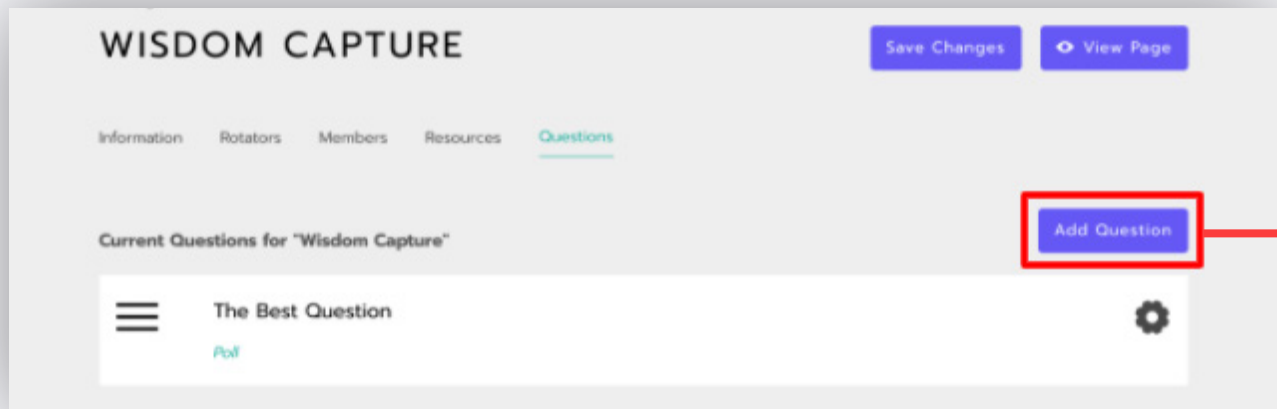 WISDOM CAPTURE
Save Changes
View Page
Information Rotators Members Resources Questions
Current Questions for "Wisdom Capture"
Add Question
The Best Question
Poll